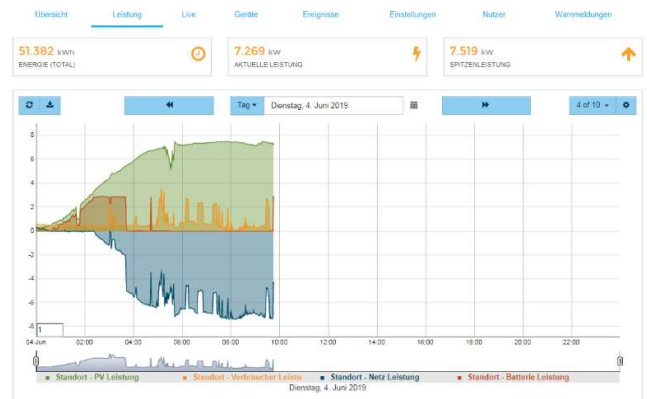 Übersicht Leistung Live Geräte Ereignisse Einstellungen Nutzer Warnmeldungen
51.382 kWh 7.269 kW 7.519 kW
ENERGIE (TOTAL) AKTUELLE LEISTUNG SPITZENLEISTUNG
Tag Dienstag, 4. Juni 2019 4 of 10
8
6
4
2
0
-2
-4
-6
-8
1
04 Jun 02:00 04:00 06:00 08:00 10:00 12:00 14:00 16:00 18:00 20:00 22:00
Standort - PV Leistung Standort - Verbraucher Leistu Standort - Netz Leistung Standort - Batterie Leistung
Dienstag, 4. Juni 2019